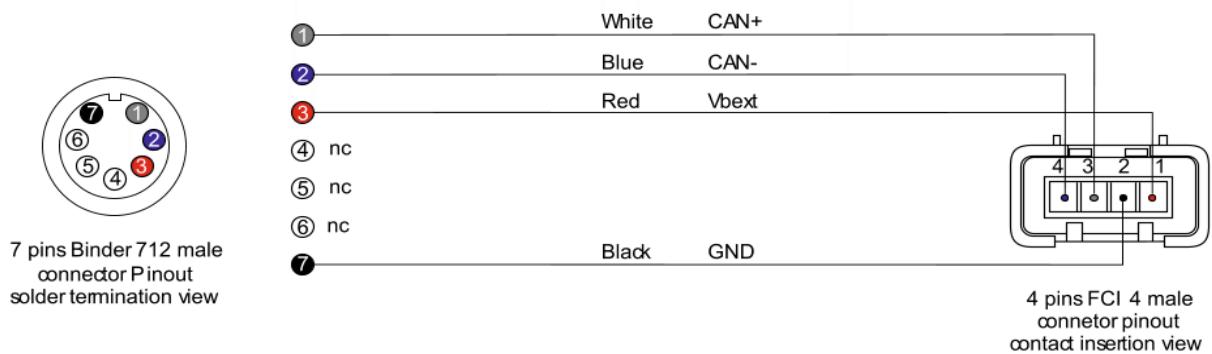 1 White CAN+
2 Blue CAN-
3 Red Vbext
4 nc
5 nc
6 nc
7 Black GND
7 1
6 2
5 3
4
7 pins Binder 712 male
connector Pinout
solder termination view
4 3 2 1
4 pins FCI 4 male
connetor pinout
contact insertion view